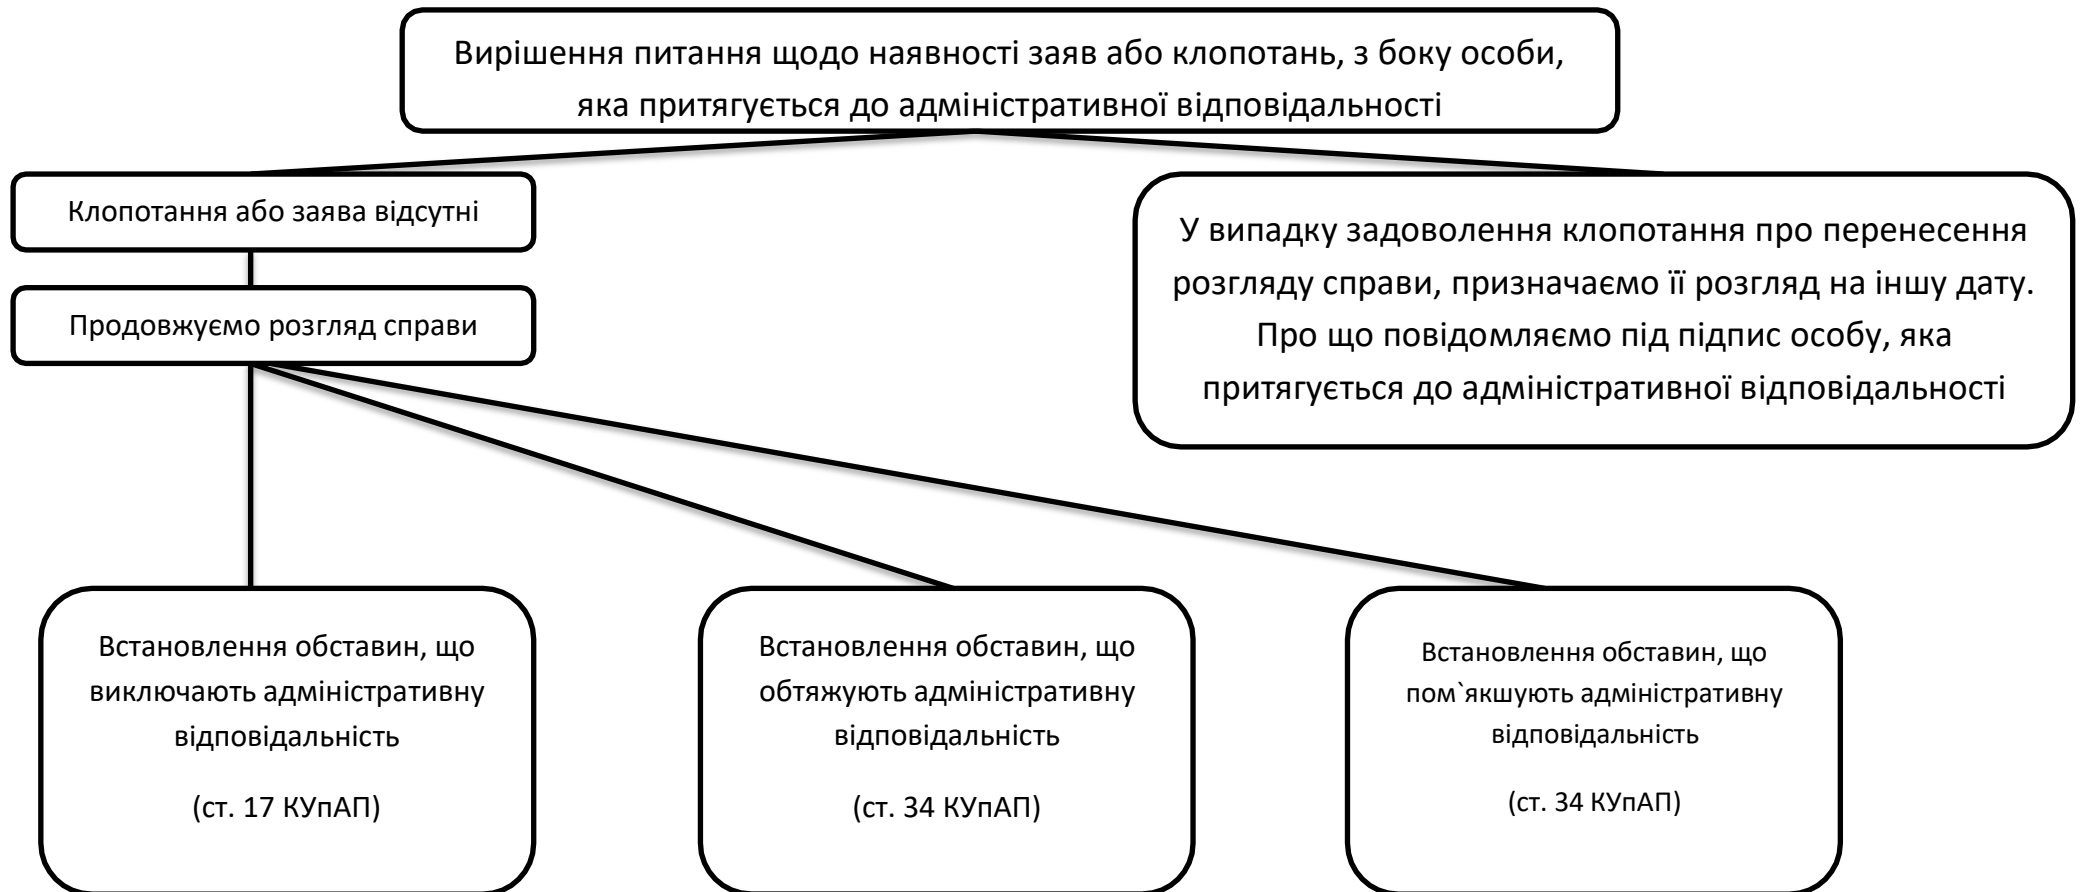 Вирішення питання щодо наявності заяв або клопотань, з боку особи,
яка притягується до адміністративної відповідальності
Клопотання або заява відсутні
Продовжуємо розгляд справи
У випадку задоволення клопотання про перенесення
розгляду справи, призначаємо її розгляд на іншу дату.
Про що повідомляємо під підпис особу, яка
притягується до адміністративної відповідальності
Встановлення обставин, що
виключають адміністративну
відповідальність
(ст. 17 КУпАП)
Встановлення обставин, що
обтяжують адміністративну
відповідальність
(ст. 34 КУпАП)
Встановлення обставин, що
пом`якшують адміністративну
відповідальність
(ст. 34 КУпАП)